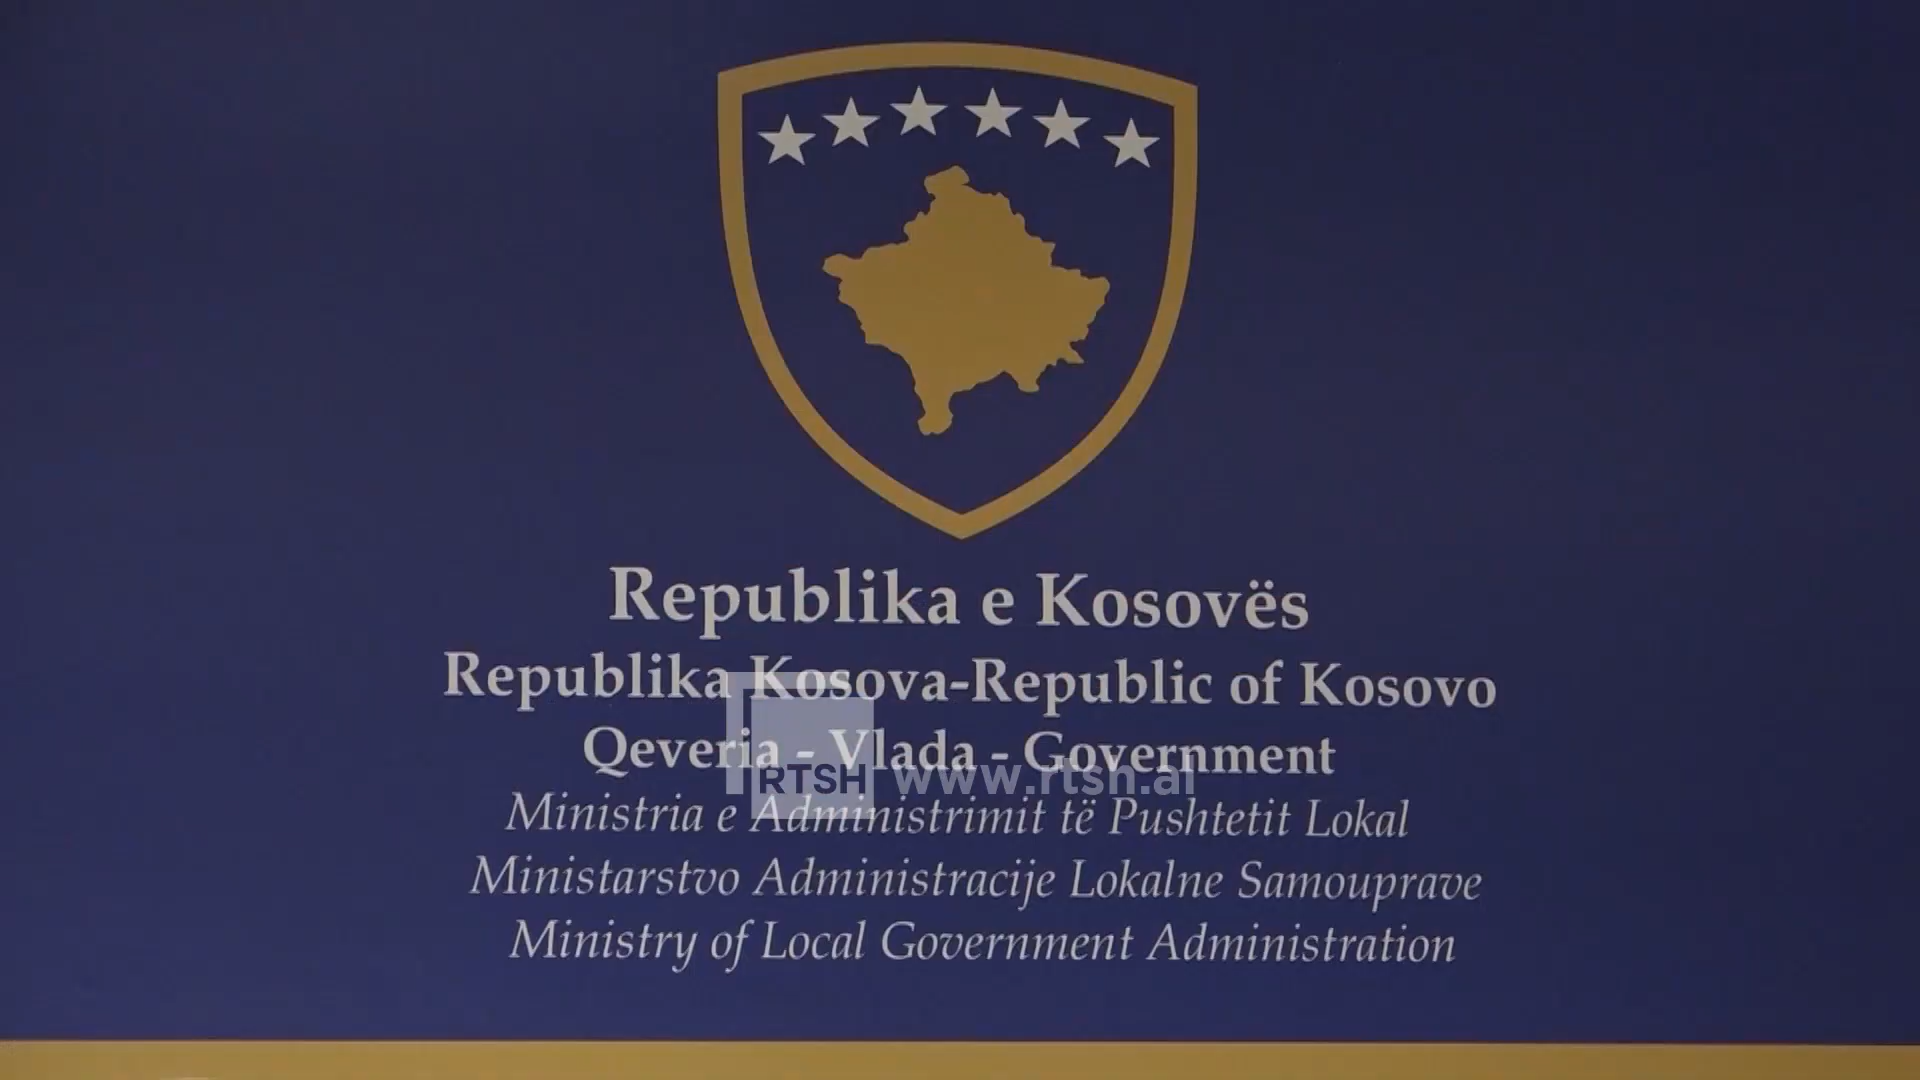 Republika e Kosovës
Republika Kosova-Republic of Kosovo
Qeveria - Vlada - Government
RTSH www.rtsh.al
Ministria e Administrimit të Pushtetit Lokal
Ministarstvo Administracije Lokalne Samouprave
Ministry of Local Government Administration